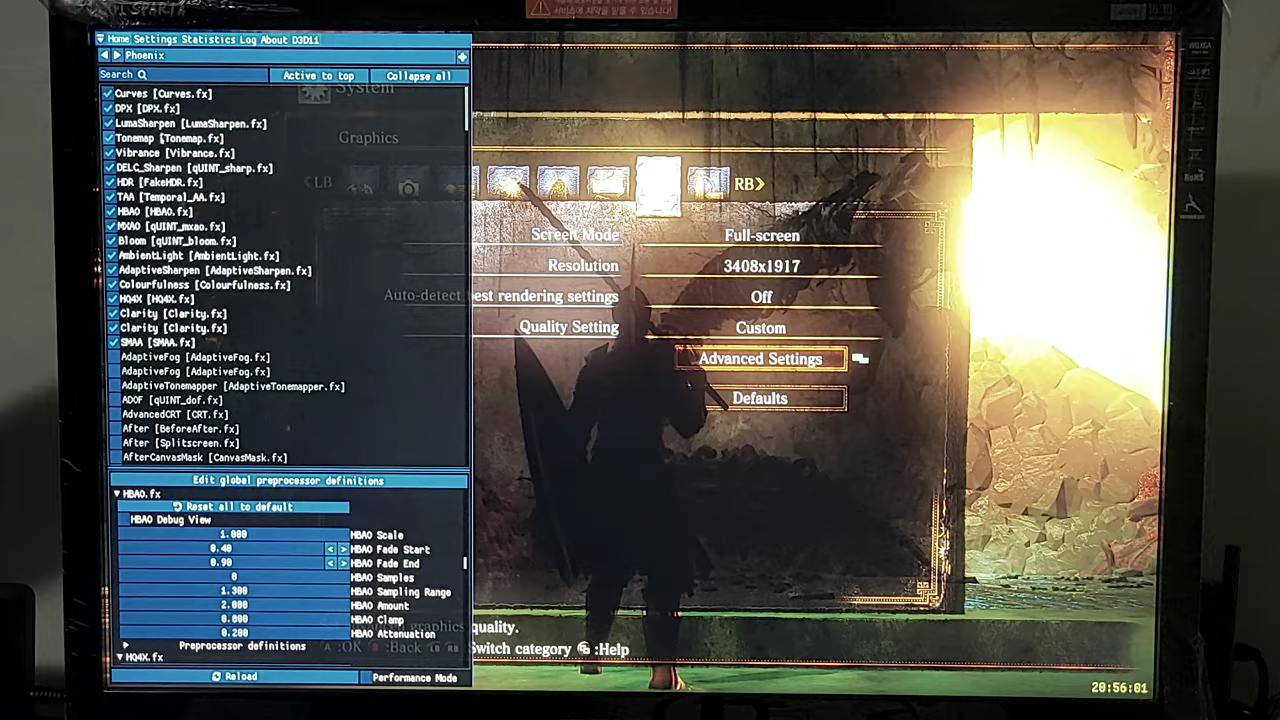 Home Settings Statistics Log About D3D11
Phoenix
Search
Active to top
Collapse all
Curves [Curves.fx]
DPX [DPX.fx]
LumaSharpen [LumaSharpen.fx]
Tonemap [Tonemap.fx]
Vibrance [Vibrance.fx]
DELC_Sharpen [qUINT_sharp.fx]
HDR [FakeHDR.fx]
TAA [Temporal_AA.fx]
HBAO [HBAO.fx]
MXAO [qUINT_mxao.fx]
Bloom [qUINT_bloom.fx]
AmbientLight [AmbientLight.fx]
AdaptiveSharpen [AdaptiveSharpen.fx]
Colourfulness [Colourfulness.fx]
HQ4X [HQ4X.fx]
Clarity [Clarity.fx]
Clarity [Clarity.fx]
SMAA [SMAA.fx]
AdaptiveFog [AdaptiveFog.fx]
AdaptiveFog [AdaptiveFog.fx]
AdaptiveTonemapper [AdaptiveTonemapper.fx]
ADOF [qUINT_dof.fx]
AdvancedCRT [CRT.fx]
After [BeforeAfter.fx]
After [Splitscreen.fx]
AfterCanvasMask [CanvasMask.fx]
Edit global preprocessor definitions
HBAO.fx
Reset all to default
HBAO Debug View
1.000 HBAO Scale
0.40 < > HBAO Fade Start
0.90 < > HBAO Fade End
8 HBAO Samples
1.300 HBAO Sampling Range
2.000 HBAO Amount
0.800 HBAO Clamp
0.200 HBAO Attenuation
Preprocessor definitions
HQ4X.fx
Reload
Performance Mode
System
Graphics
LB
RB
Screen Mode Full-screen
Resolution 3408x1917
Auto-detect best rendering settings Off
Quality Setting Custom
Advanced Settings
Defaults
graphics quality.
:OK :Back LB RB Switch category :Help
20:56:01